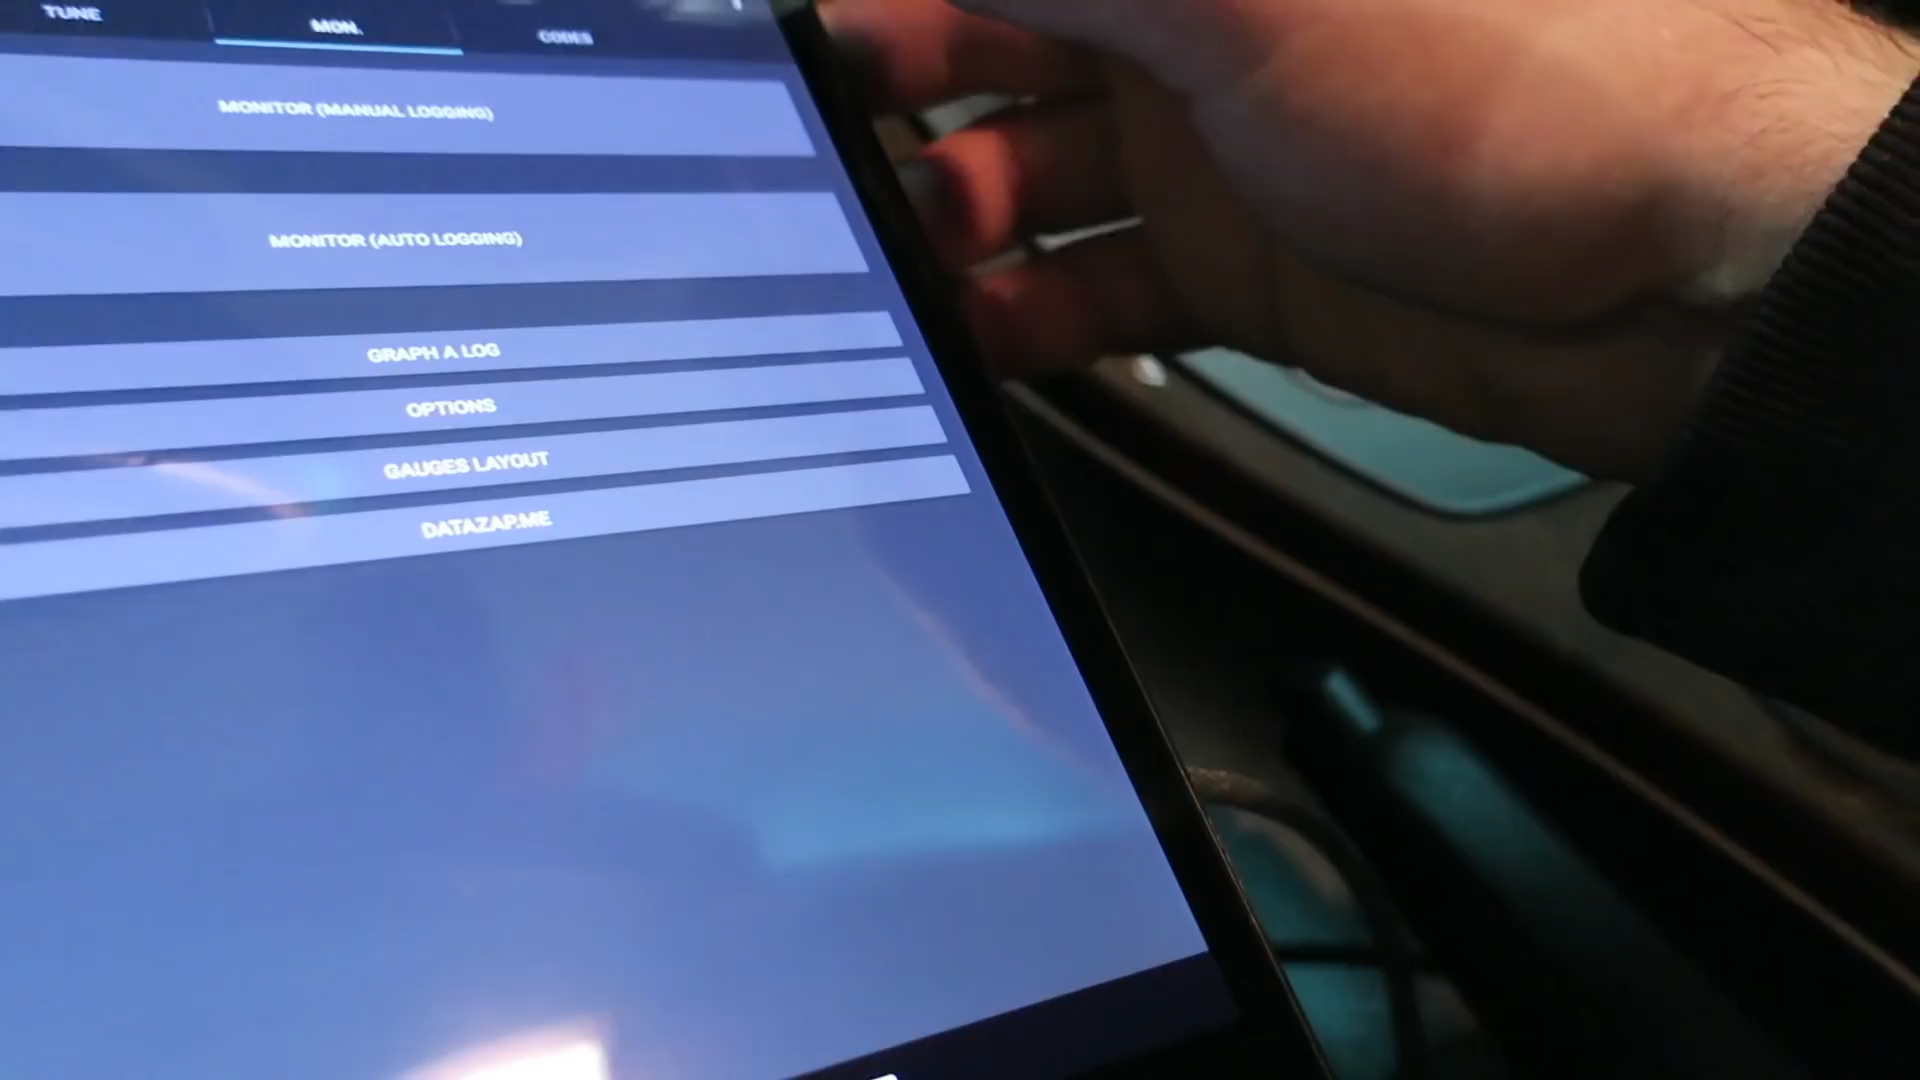 TUNE
MON.
CODES
MONITOR (MANUAL LOGGING)
MONITOR (AUTO LOGGING)
GRAPH A LOG
OPTIONS
GAUGES LAYOUT
DATAZAP.ME